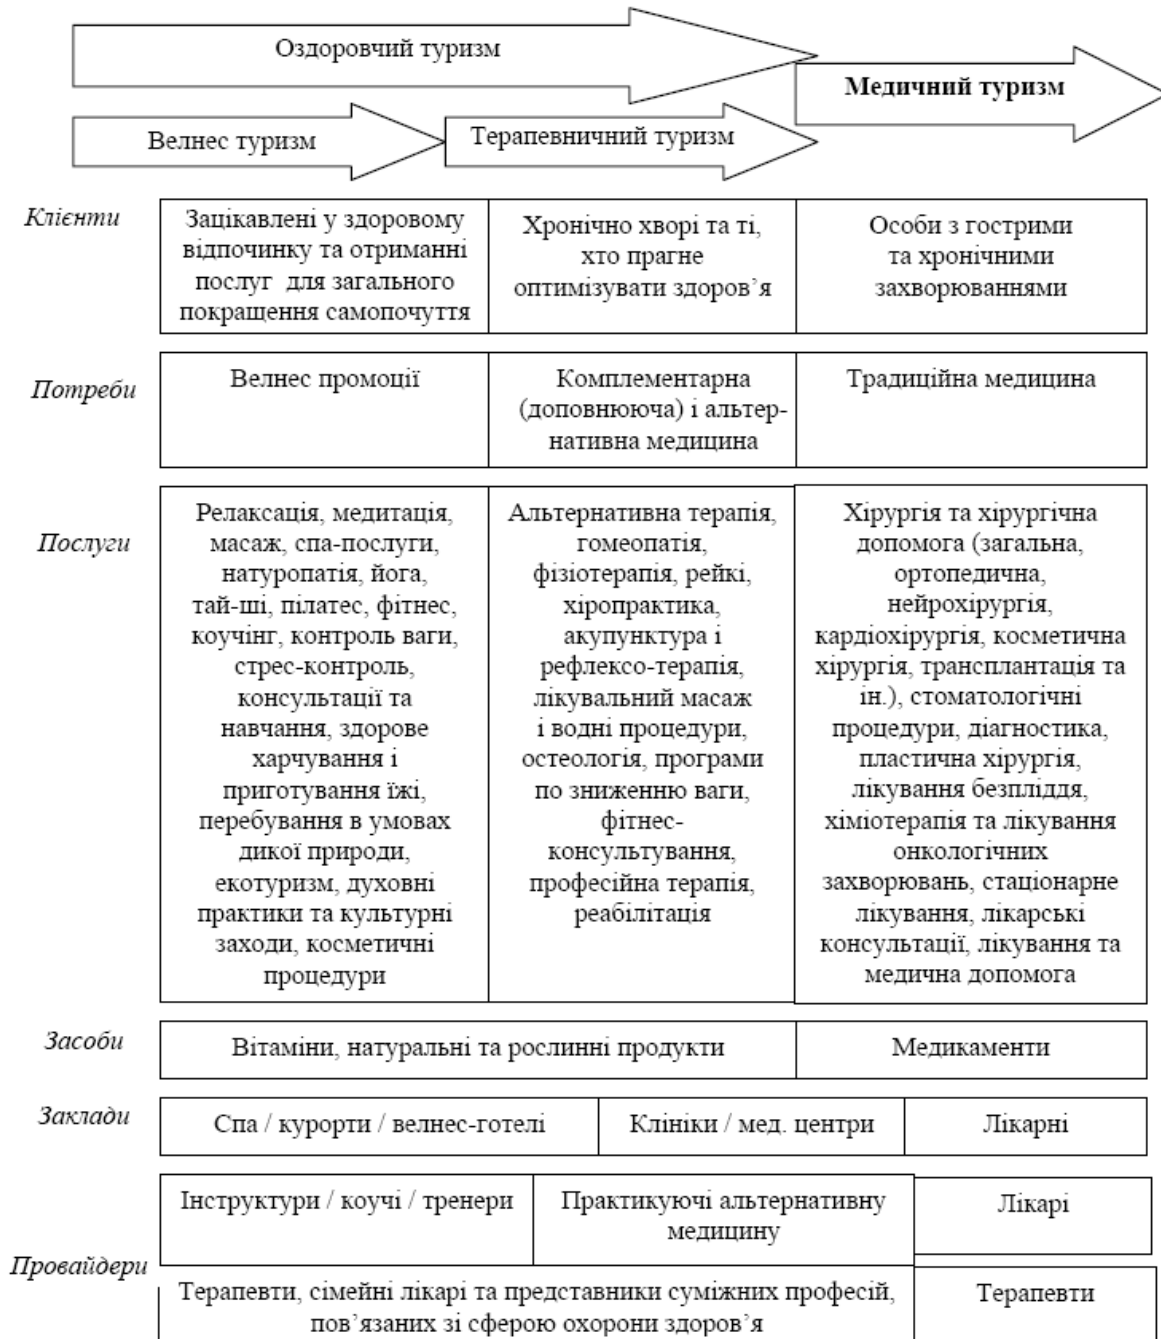 Оздоровчий туризм
Медичний туризм
Велнес туризм
Терапевничний туризм
Клієнти
Зацікавлені у здоровому
відпочинку та отриманні
послуг для загального
покращення самопочуття
Хронічно хворі та ті,
хто прагне
оптимізувати здоров’я
Особи з гострими
та хронічними
захворюваннями
Потреби
Велнес промоції
Комплементарна
(доповнююча) і альтер-
нативна медицина
Традиційна медицина
Послуги
Релаксація, медитація,
масаж, спа-послуги,
натуропатія, йога,
тай-ші, пілатес, фітнес,
коучінг, контроль ваги,
стрес-контроль,
консультації та
навчання, здорове
харчування і
приготування їжі,
перебування в умовах
дикої природи,
екотуризм, духовні
практики та культурні
заходи, косметичні
процедури
Альтернативна терапія,
гомеопатія,
фізіотерапія, рейкі,
хіропрактика,
акупунктура і
рефлексо-терапія,
лікувальний масаж
і водні процедури,
остеологія, програми
по зниженню ваги,
фітнес-
консультування,
професійна терапія,
реабілітація
Хірургія та хірургічна
допомога (загальна,
ортопедична,
нейрохірургія,
кардіохірургія, косметична
хірургія, трансплантація та
ін.), стоматологічні
процедури, діагностика,
пластична хірургія,
лікування безпліддя,
хіміотерапія та лікування
онкологічних
захворювань, стаціонарне
лікування, лікарські
консультації, лікування та
медична допомога
Засоби
Вітаміни, натуральні та рослинні продукти
Медикаменти
Заклади
Спа / курорти / велнес-готелі
Клініки / мед. центри
Лікарні
Провайдери
Інструктури / коучі / тренери
Практикуючі альтернативну
медицину
Лікарі
Терапевти, сімейні лікарі та представники суміжних професій,
пов’язаних зі сферою охорони здоров’я
Терапевти